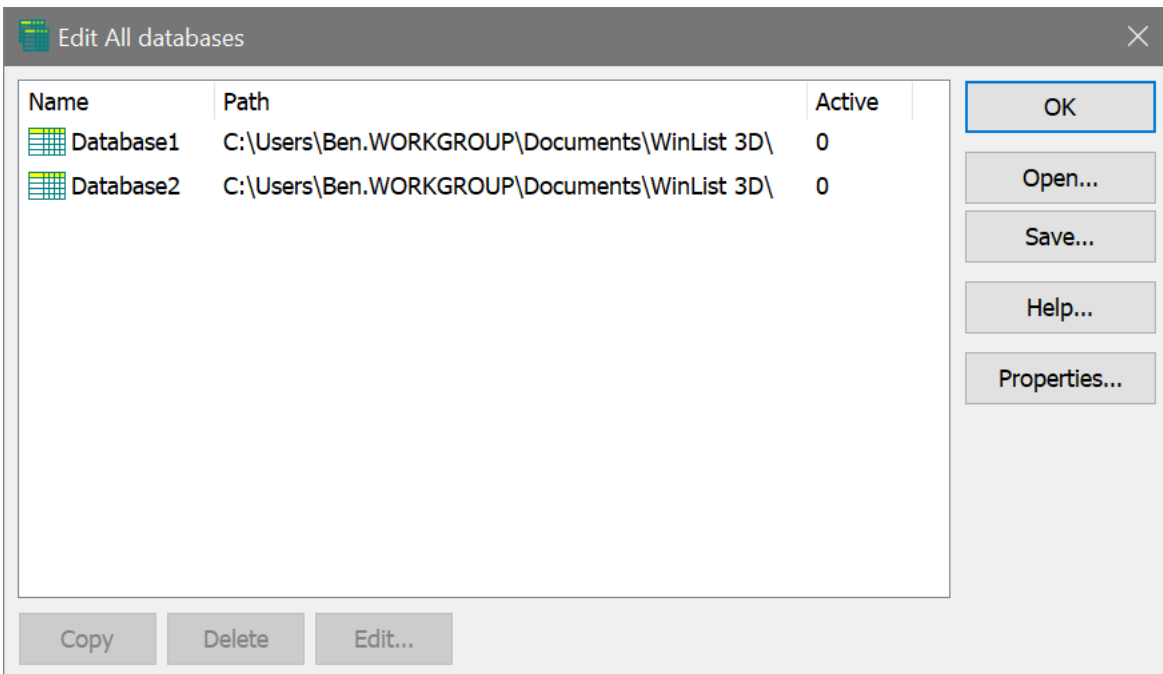 Edit All databases
Name Path Active
Database1 C:\Users\Ben.WORKGROUP\Documents\WinList 3D\ 0
Database2 C:\Users\Ben.WORKGROUP\Documents\WinList 3D\ 0
OK
Open...
Save...
Help...
Properties...
Copy Delete Edit...